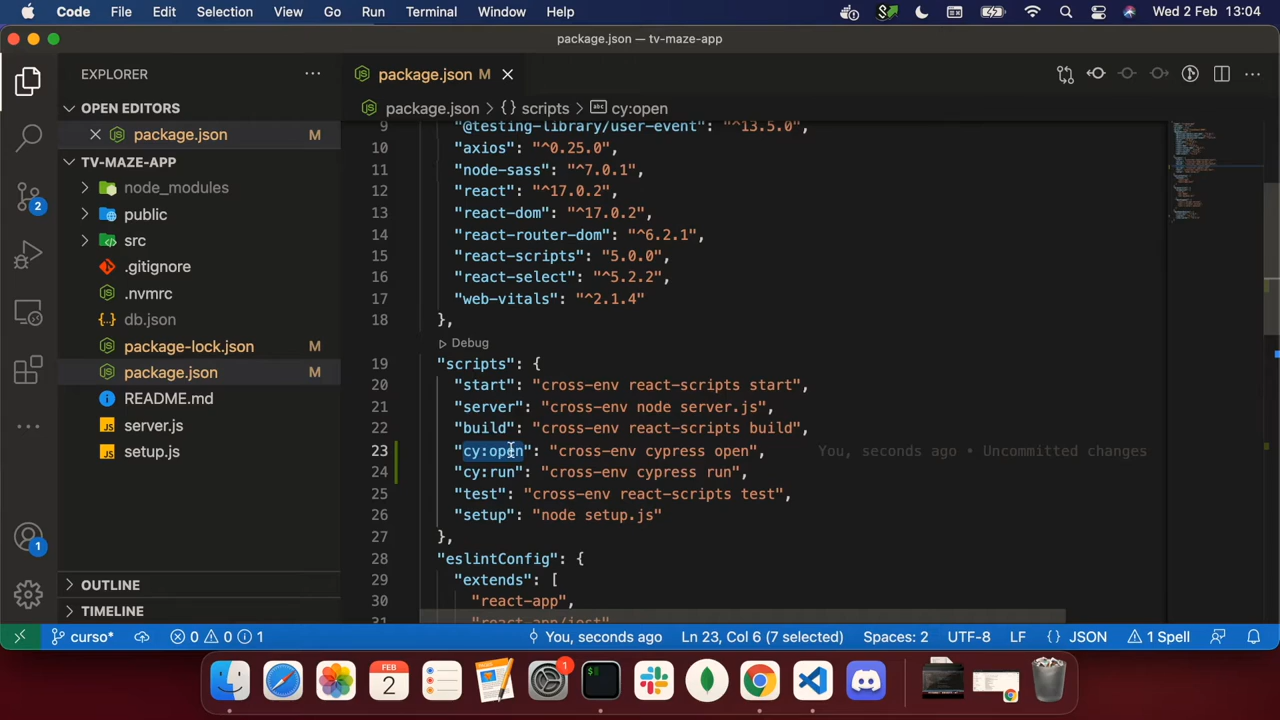 Code File Edit Selection View Go Run Terminal Window Help Wed 2 Feb 13:04
package.json — tv-maze-app
EXPLORER
OPEN EDITORS
package.json M
TV-MAZE-APP
node_modules
public
src
.gitignore
.nvmrc
db.json
package-lock.json M
package.json M
README.md
server.js
setup.js
OUTLINE
TIMELINE
2
1
package.json M
package.json > {} scripts > abc cy:open
9 "@testing-library/user-event": "^13.5.0",
10 "axios": "^0.25.0",
11 "node-sass": "^7.0.1",
12 "react": "^17.0.2",
13 "react-dom": "^17.0.2",
14 "react-router-dom": "^6.2.1",
15 "react-scripts": "5.0.0",
16 "react-select": "^5.2.2",
17 "web-vitals": "^2.1.4"
18 },
Debug
19 "scripts": {
20 "start": "cross-env react-scripts start",
21 "server": "cross-env node server.js",
22 "build": "cross-env react-scripts build",
23 "cy:open": "cross-env cypress open", You, seconds ago • Uncommitted changes
24 "cy:run": "cross-env cypress run",
25 "test": "cross-env react-scripts test",
26 "setup": "node setup.js"
27 },
28 "eslintConfig": {
29 "extends": [
30 "react-app",
31 "react-app/jest"
curso* 0 0 1 You, seconds ago Ln 23, Col 6 (7 selected) Spaces: 2 UTF-8 LF {} JSON 1 Spell
FEB
2
1